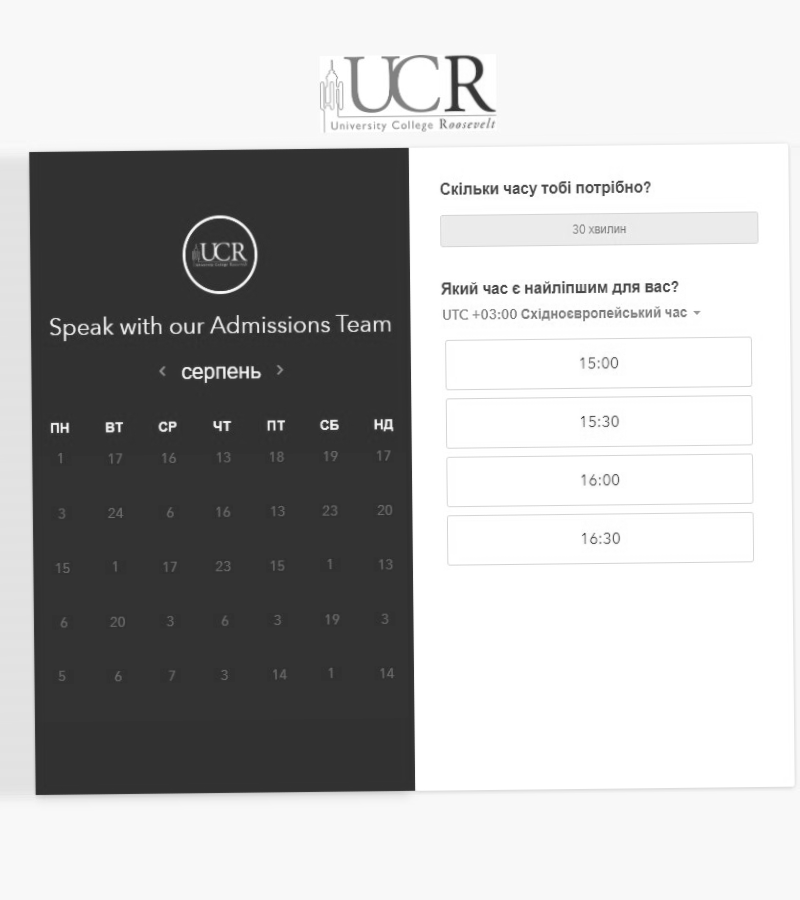 UCR
University College Roosevelt
UCR
Speak with our Admissions Team
серпень
ПН ВТ СР ЧТ ПТ СБ НД
1 17 16 13 18 19 17
3 24 6 16 13 23 20
15 1 17 23 15 1 13
6 20 3 6 3 19 3
5 6 7 3 14 1 14
Скільки часу тобі потрібно?
30 хвилин
Який час є найліпшим для вас?
UTC +03:00 Східноєвропейський час
15:00
15:30
16:00
16:30